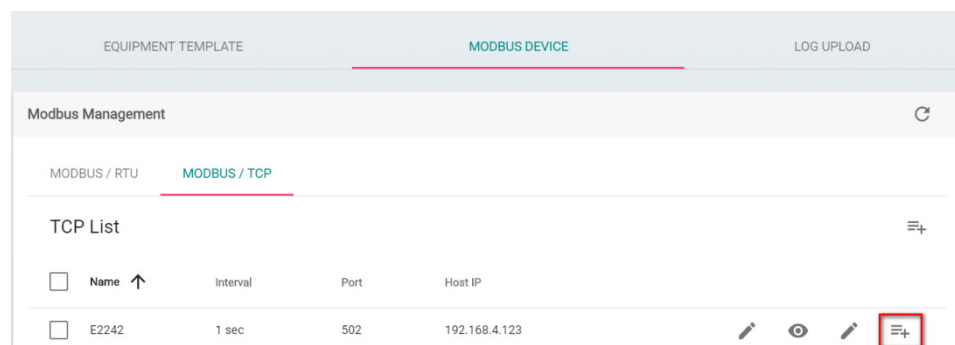 EQUIPMENT TEMPLATE MODBUS DEVICE LOG UPLOAD
Modbus Management
MODBUS / RTU MODBUS / TCP
TCP List
Name Interval Port Host IP
E2242 1 sec 502 192.168.4.123